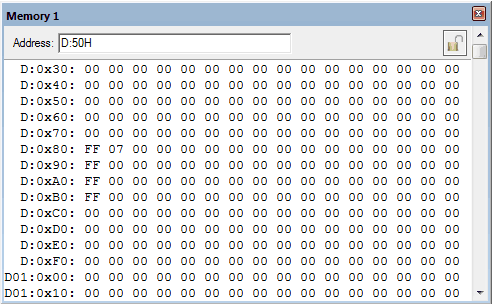 Memory 1
Address: D:50H
D:0x30: 00 00 00 00 00 00 00 00 00 00 00 00 00 00 00 00
D:0x40: 00 00 00 00 00 00 00 00 00 00 00 00 00 00 00 00
D:0x50: 00 00 00 00 00 00 00 00 00 00 00 00 00 00 00 00
D:0x60: 00 00 00 00 00 00 00 00 00 00 00 00 00 00 00 00
D:0x70: 00 00 00 00 00 00 00 00 00 00 00 00 00 00 00 00
D:0x80: FF 07 00 00 00 00 00 00 00 00 00 00 00 00 00 00
D:0x90: FF 00 00 00 00 00 00 00 00 00 00 00 00 00 00 00
D:0xA0: FF 00 00 00 00 00 00 00 00 00 00 00 00 00 00 00
D:0xB0: FF 00 00 00 00 00 00 00 00 00 00 00 00 00 00 00
D:0xC0: 00 00 00 00 00 00 00 00 00 00 00 00 00 00 00 00
D:0xD0: 00 00 00 00 00 00 00 00 00 00 00 00 00 00 00 00
D:0xE0: 00 00 00 00 00 00 00 00 00 00 00 00 00 00 00 00
D:0xF0: 00 00 00 00 00 00 00 00 00 00 00 00 00 00 00 00
D01:0x00: 00 00 00 00 00 00 00 00 00 00 00 00 00 00 00 00
D01:0x10: 00 00 00 00 00 00 00 00 00 00 00 00 00 00 00 00